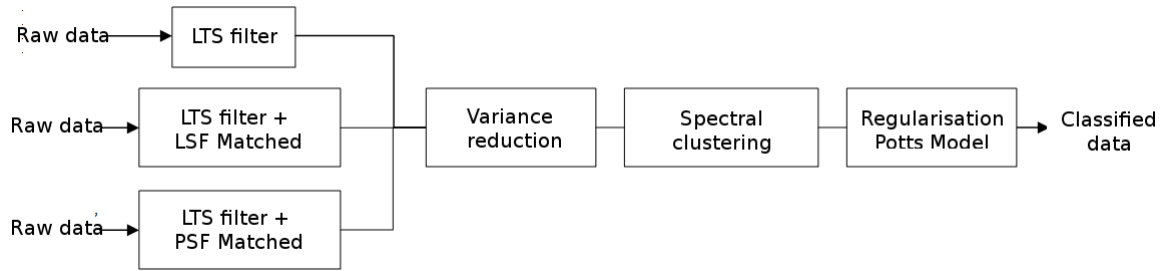 Raw data
LTS filter
Raw data
LTS filter +
LSF Matched
Variance
reduction
Spectral
clustering
Regularisation
Potts Model
Classified
data
Raw data
LTS filter +
PSF Matched